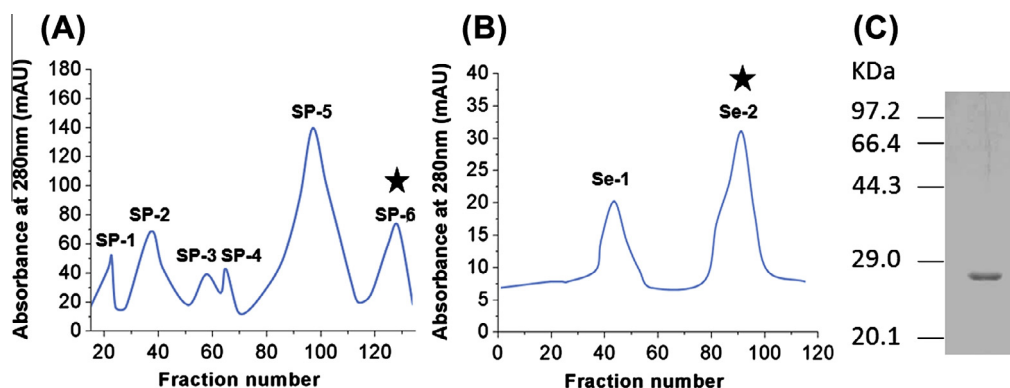 (A)
Absorbance at 280nm (mAU)
180
160
140
120
100
80
60
40
20
0
SP-1
SP-2
SP-3
SP-4
SP-5
SP-6
20 40 60 80 100 120
Fraction number
(B)
Absorbance at 280nm (mAU)
40
35
30
25
20
15
10
5
0
Se-1
Se-2
0 20 40 60 80 100 120
Fraction number
(C)
KDa
97.2
66.4
44.3
29.0
20.1